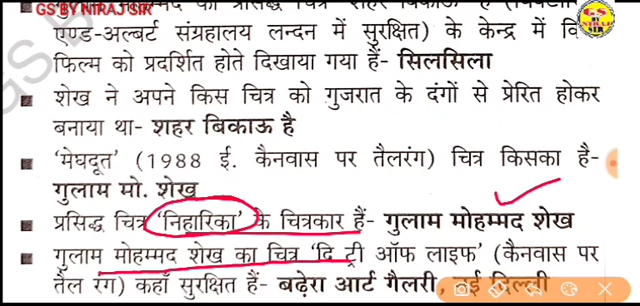 GS BY NIRAJ SIR
एण्ड-अल्बर्ट संग्रहालय लन्दन में सुरक्षित) के केन्द्र में
फिल्म को प्रदर्शित होते दिखाया गया हैं- सिलसिला
शेख ने अपने किस चित्र को गुजरात के दंगों से प्रेरित होकर
बनाया था- शहर बिकाऊ है
'मेघदूत' (1988 ई. कैनवास पर तैलरंग) चित्र किसका है-
गुलाम मो. शेख
प्रसिद्ध चित्र 'निहारिका' के चित्रकार हैं- गुलाम मोहम्मद शेख
गुलाम मोहम्मद शेख का चित्र 'दि ट्री ऑफ लाइफ' (कैनवास पर
तैल रंग) कहाँ सुरक्षित हैं- बढ़ेरा आर्ट गैलरी, नई दिल्ली